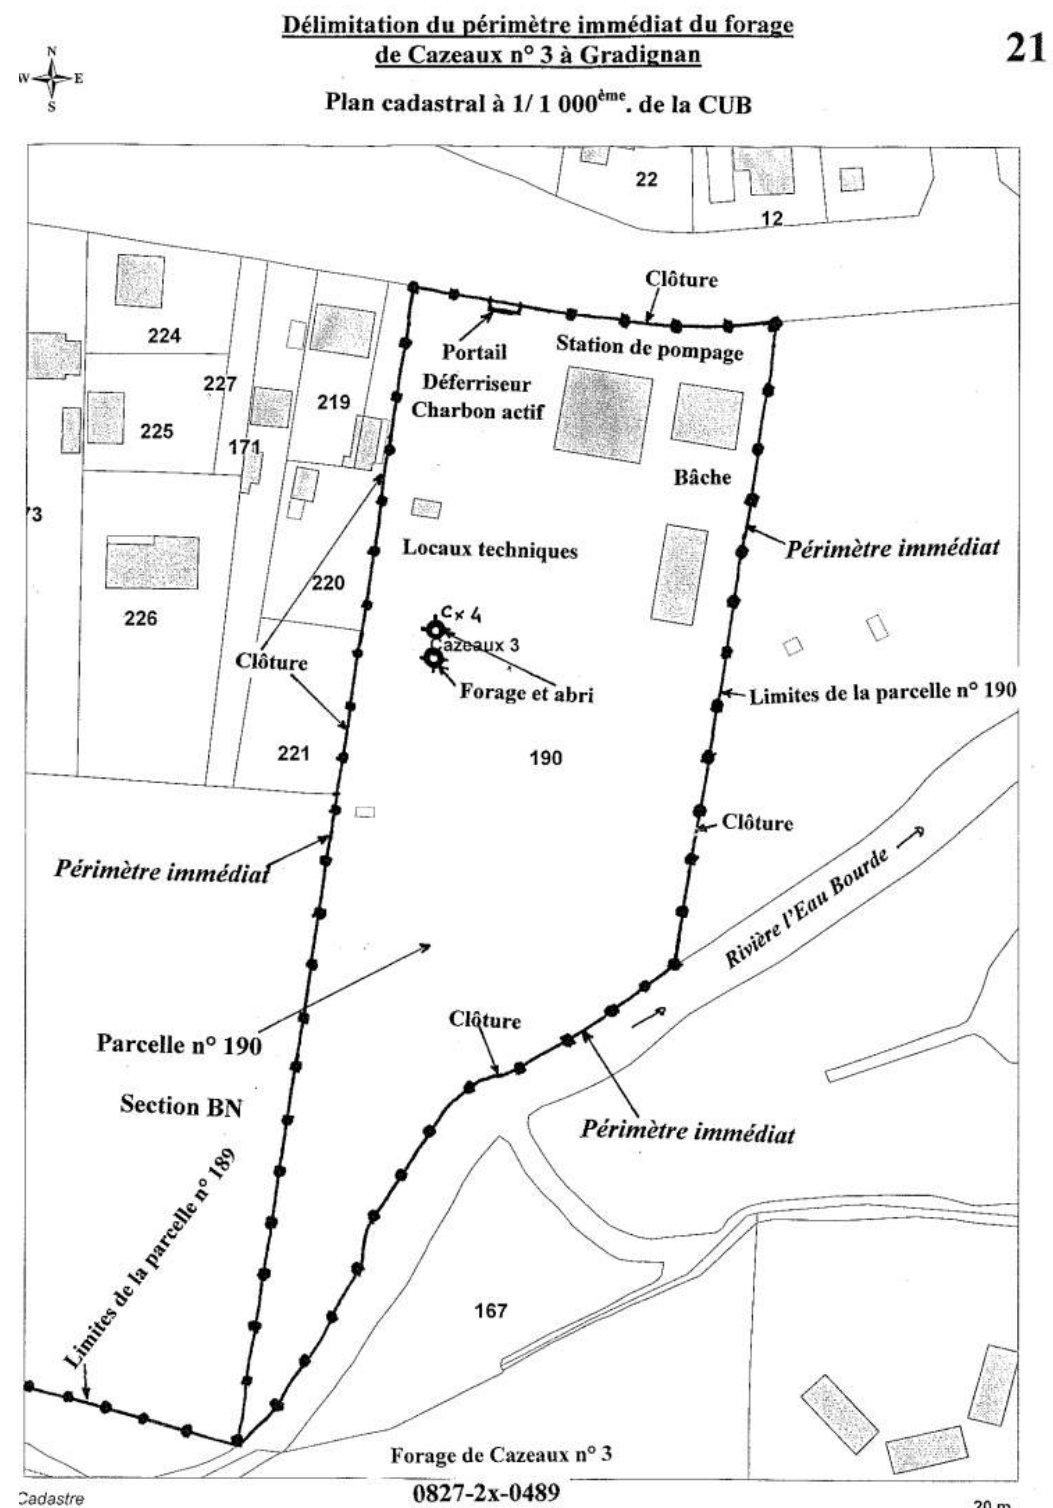 Délimitation du périmètre immédiat du forage
de Cazeaux n° 3 à Gradignan
21
N
W E
S
Plan cadastral à 1/ 1 000ème. de la CUB
22
12
Clôture
224
Portail
Station de pompage
227
Déferriseur
Charbon actif
219
225
171
Bâche
73
Locaux techniques
Périmètre immédiat
220
226
Cx 4
Cazeaux 3
Clôture
Forage et abri
Limites de la parcelle n° 190
221
190
Clôture
Périmètre immédiat
Rivière l'Eau Bourde
Clôture
Parcelle n° 190
Section BN
Périmètre immédiat
Limites de la parcelle n° 189
167
Forage de Cazeaux n° 3
0827-2x-0489
Cadastre
20 m